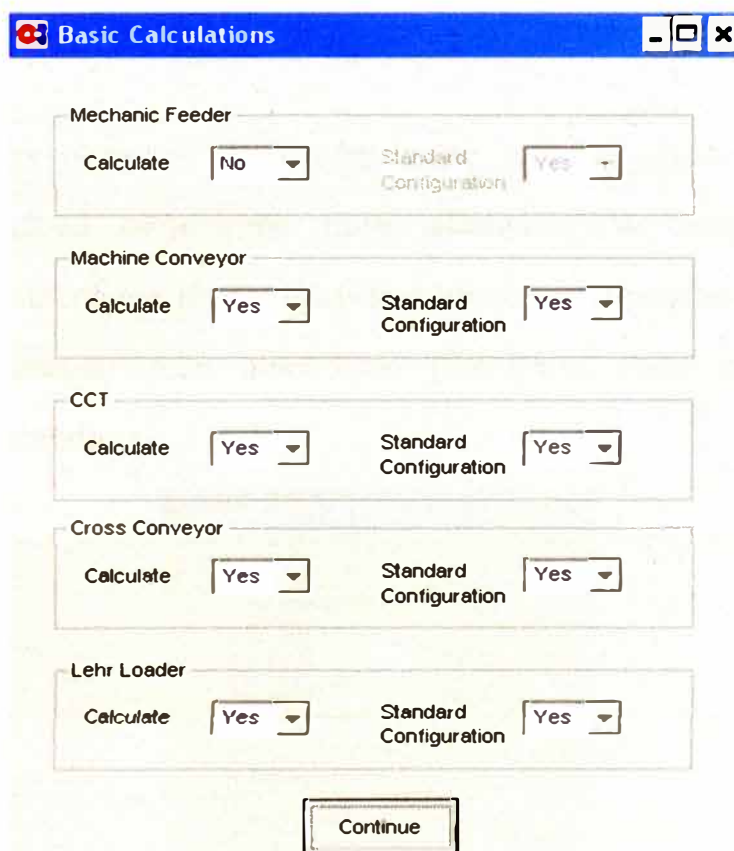 Basic Calculations
Mechanic Feeder
Calculate No Standard Configuration Yes
Machine Conveyor
Calculate Yes Standard Configuration Yes
CCT
Calculate Yes Standard Configuration Yes
Cross Conveyor
Calculate Yes Standard Configuration Yes
Lehr Loader
Calculate Yes Standard Configuration Yes
Continue